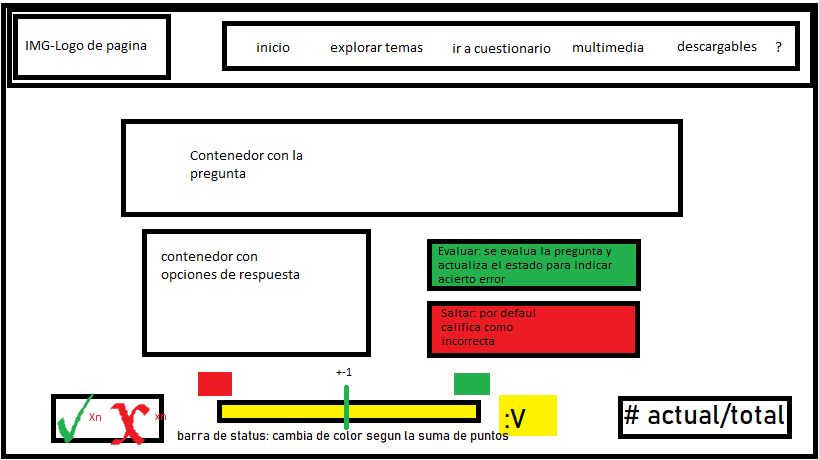 IMG-Logo de pagina
inicio explorar temas ir a cuestionario multimedia descargables ?
Contenedor con la
pregunta
contenedor con
opciones de respuesta
Evaluar: se evalua la pregunta y
actualiza el estado para indicar
acierto error
Saltar: por defaul
califica como
incorrecta
+-1
Xn
xn
:V
# actual/total
barra de status: cambia de color segun la suma de puntos